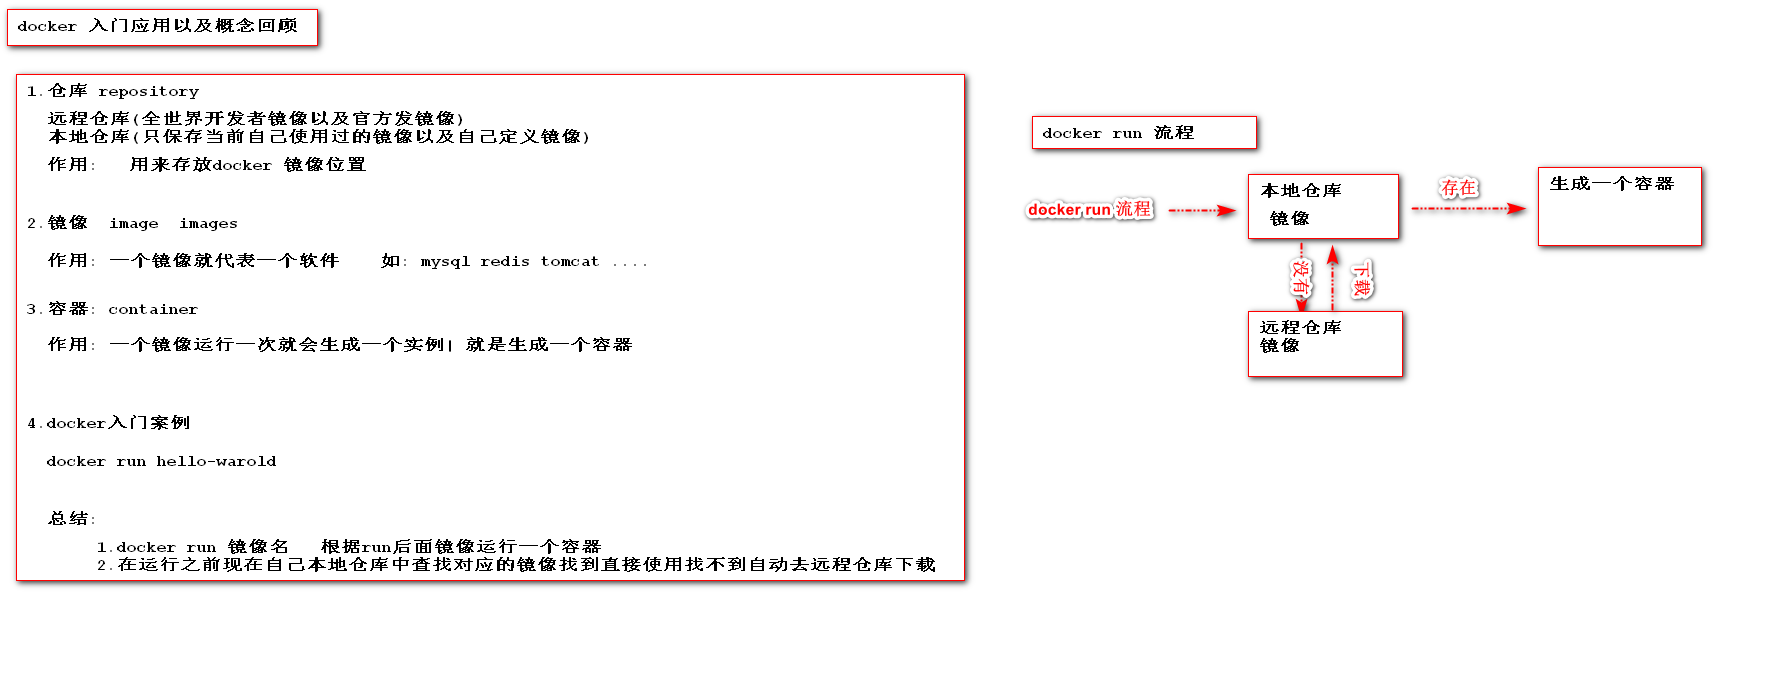 docker 入门应用以及概念回顾
1.仓库 repository
远程仓库(全世界开发者镜像以及官方发镜像)
本地仓库(只保存当前自己使用过的镜像以及自己定义镜像)
作用: 用来存放docker 镜像位置
2.镜像 image images
作用: 一个镜像就代表一个软件 如: mysql redis tomcat ....
3.容器: container
作用: 一个镜像运行一次就会生成一个实例| 就是生成一个容器
4.docker入门案例
docker run hello-warold
总结:
1.docker run 镜像名 根据run后面镜像运行一个容器
2.在运行之前现在自己本地仓库中查找对应的镜像找到直接使用找不到自动去远程仓库下载
docker run 流程
docker run 流程
本地仓库
镜像
存在
生成一个容器
没有
下载
远程仓库
镜像